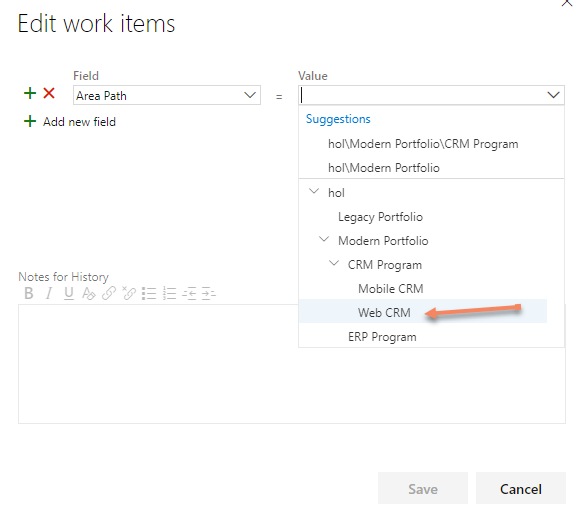 Edit work items
Field
Value
Area Path
=
Add new field
Suggestions
hol\Modern Portfolio\CRM Program
hol\Modern Portfolio
hol
Legacy Portfolio
Modern Portfolio
CRM Program
Mobile CRM
Web CRM
ERP Program
Notes for History
B I U A
Save
Cancel